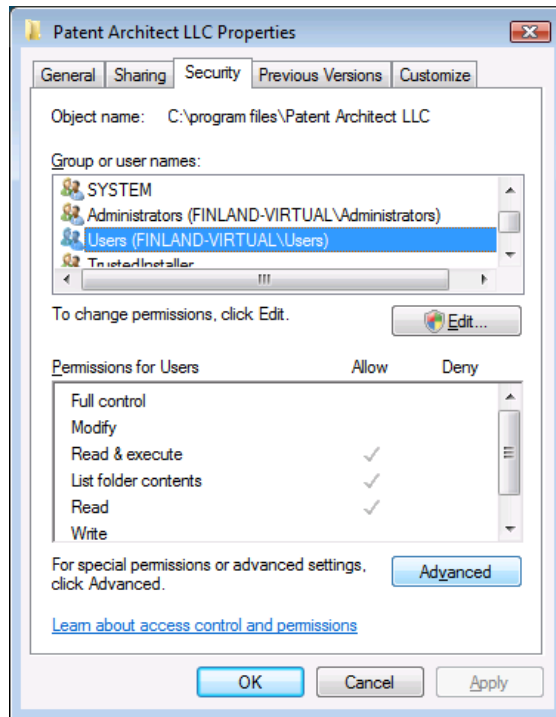 Patent Architect LLC Properties
General Sharing Security Previous Versions Customize
Object name: C:\program files\Patent Architect LLC
Group or user names:
SYSTEM
Administrators (FINLAND-VIRTUAL\Administrators)
Users (FINLAND-VIRTUAL\Users)
TrustedInstaller
To change permissions, click Edit.
Edit...
Permissions for Users Allow Deny
Full control
Modify
Read & execute
List folder contents
Read
Write
For special permissions or advanced settings,
click Advanced.
Advanced
Learn about access control and permissions
OK Cancel Apply